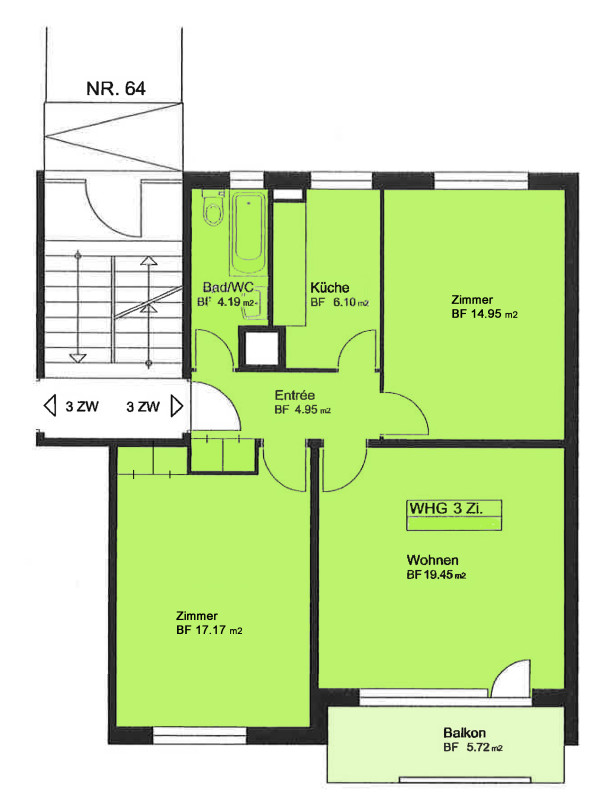 NR. 64
Bad/WC
BF 4.19 m2
Küche
BF 6.10 m2
Zimmer
BF 14.95 m2
3 ZW 3 ZW
Entrée
BF 4.95 m2
WHG 3 Zi.
Wohnen
BF 19.45 m2
Zimmer
BF 17.17 m2
Balkon
BF 5.72 m2